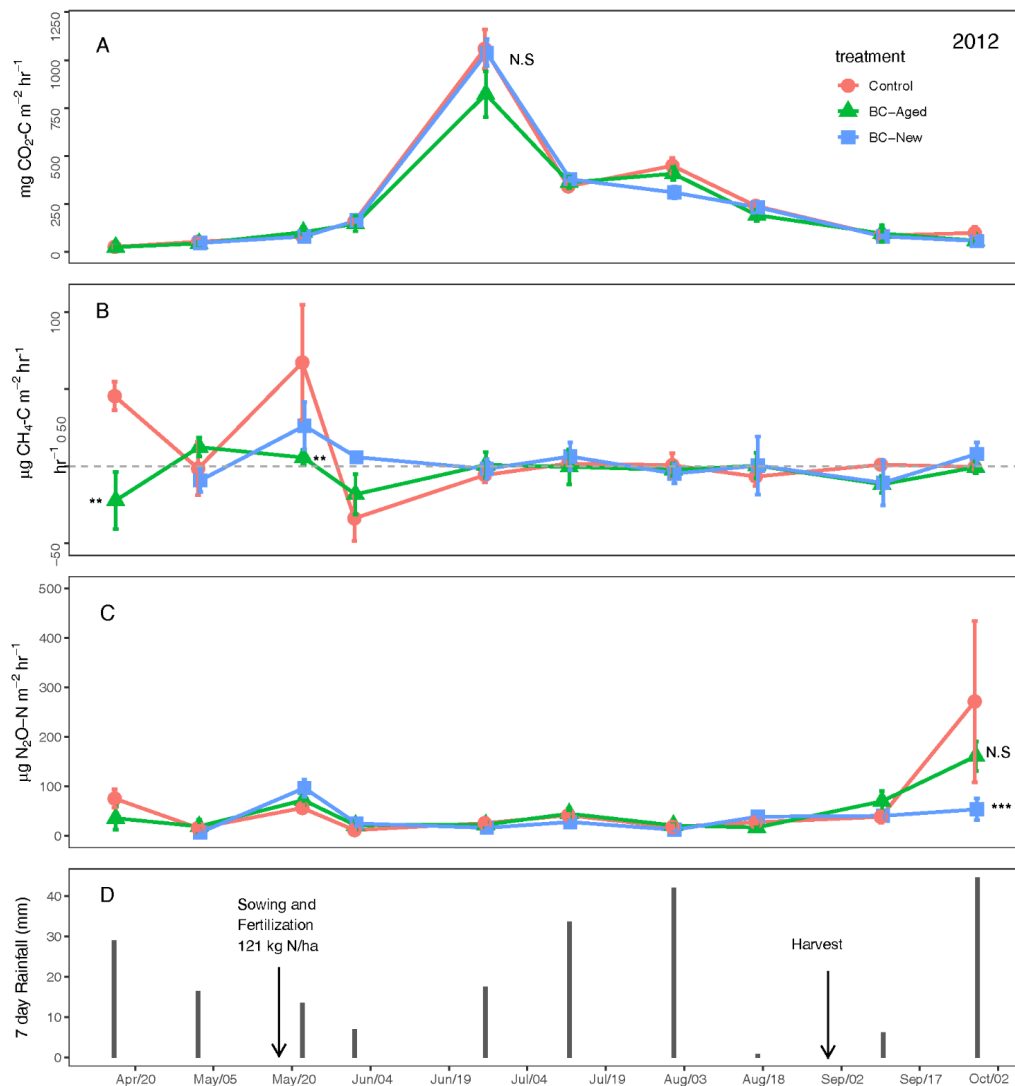 A
2012
N.S
treatment
Control
BC−Aged
BC−New
mg CO₂-C m⁻² hr⁻¹
0
250
500
750
1000
1250
B
µg CH₄-C m⁻² hr⁻¹
hr⁻¹
−50
0
50
100
**
**
C
µg N₂O−N m⁻² hr⁻¹
500
400
300
200
100
0
N.S
***
D
7 day Rainfall (mm)
40
30
20
10
0
Sowing and
Fertilization
121 kg N/ha
Harvest
Apr/20 May/05 May/20 Jun/04 Jun/19 Jul/04 Jul/19 Aug/03 Aug/18 Sep/02 Sep/17 Oct/02